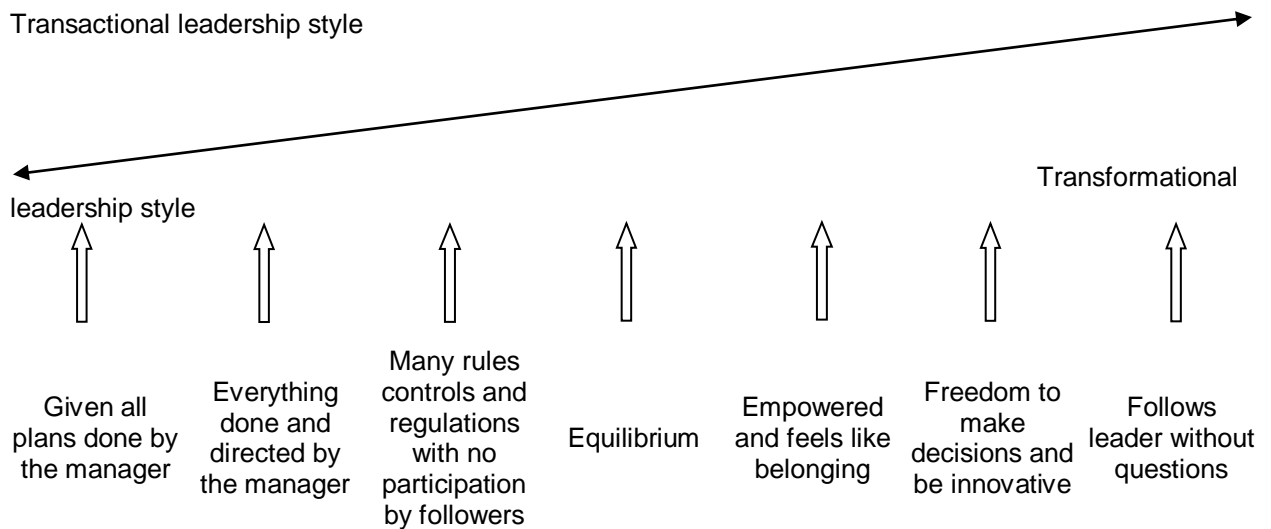 Transactional leadership style
Transformational
leadership style
Given all
plans done by
the manager
Everything
done and
directed by
the manager
Many rules
controls and
regulations
with no
participation
by followers
Equilibrium
Empowered
and feels like
belonging
Freedom to
make
decisions and
be innovative
Follows
leader without
questions